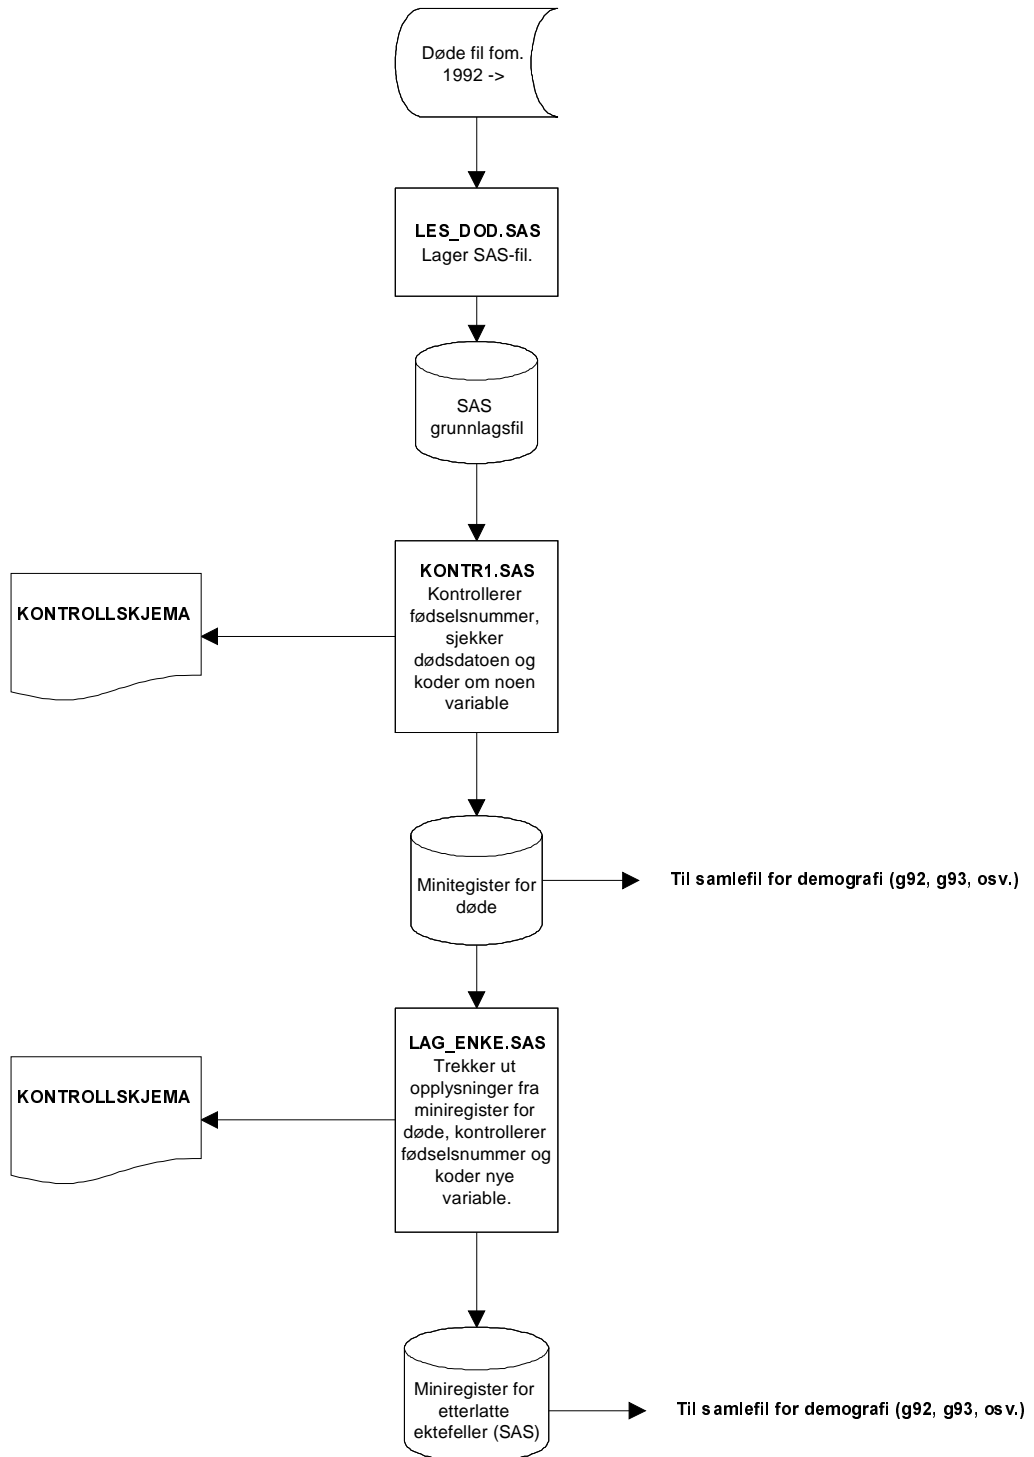 Døde fil fom.
1992 ->
LES_DOD.SAS
Lager SAS-fil.
SAS
grunnlagsfil
KONTR1.SAS
Kontrollerer
fødselsnummer,
sjekker
dødsdatoen og
koder om noen
variable
KONTROLLSKJEMA
Minitegister for
døde
Til samlefil for demografi (g92, g93, osv.)
LAG_ENKE.SAS
Trekker ut
opplysninger fra
miniregister for
døde, kontrollerer
fødselsnummer og
koder nye
variable.
KONTROLLSKJEMA
Miniregister for
etterlatte
ektefeller (SAS)
Til samlefil for demografi (g92, g93, osv.)